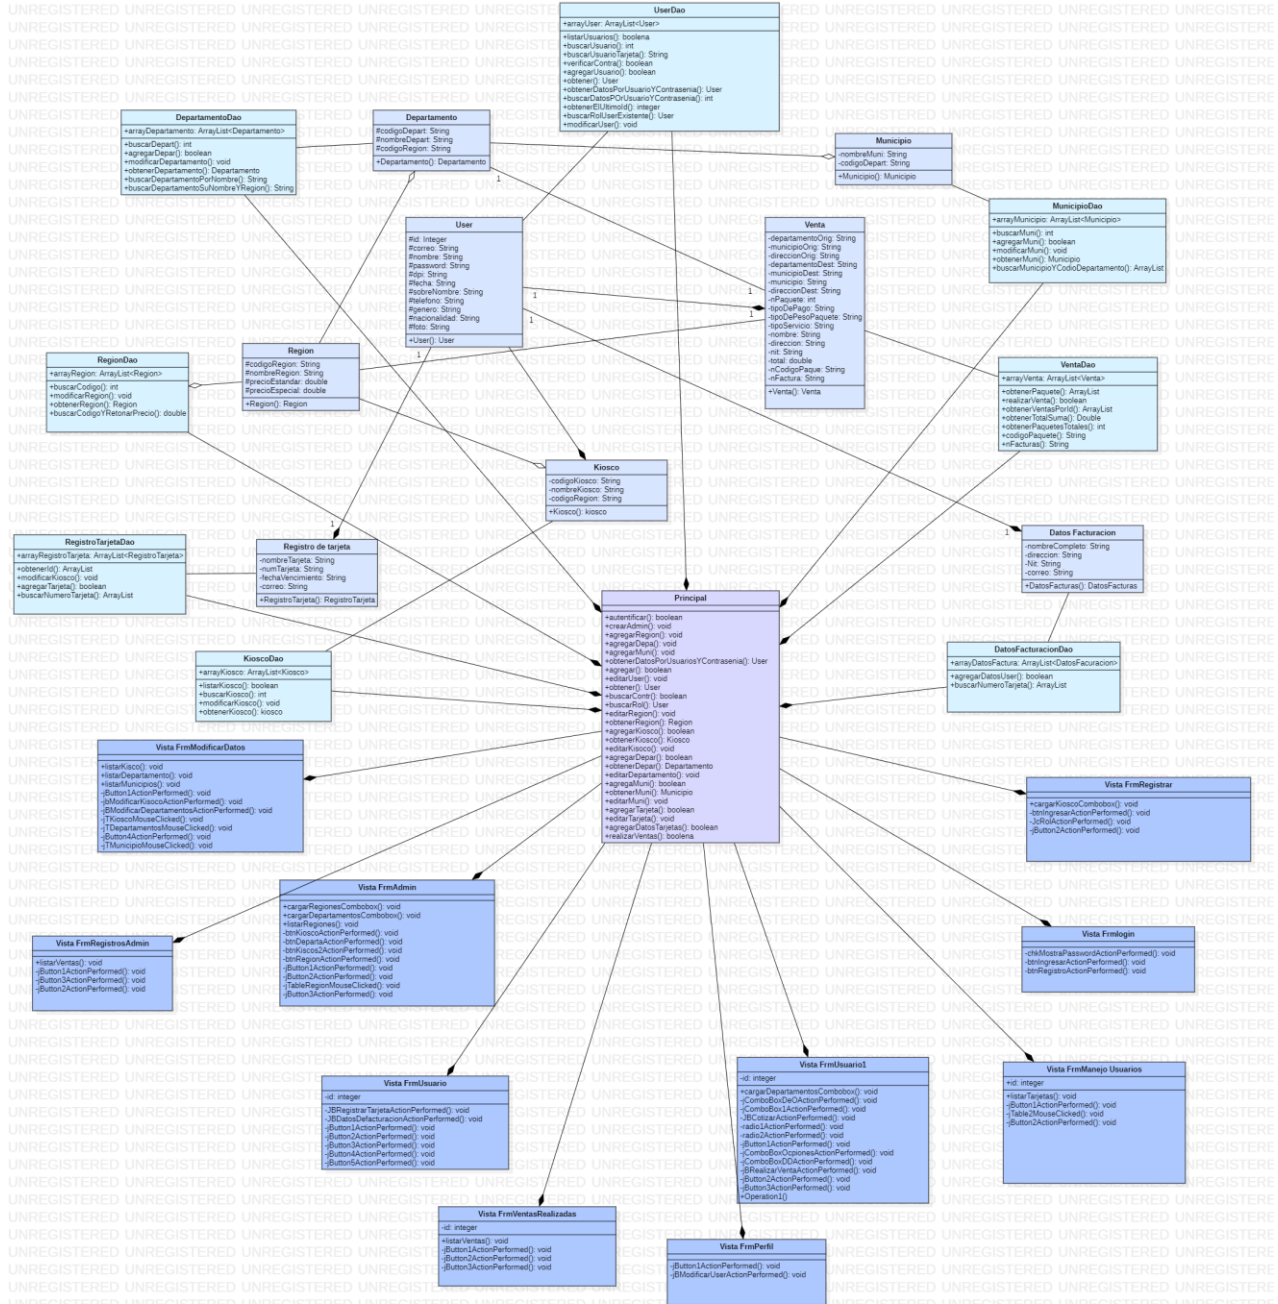 UserDao
+arrayUser: ArrayList<User>
+listarUsuarios(): boolena
+buscarUsuario(): int
+buscarUsuarioTarjeta(): String
+verificarContra(): boolean
+agregarUsuario(): boolean
+obtener(): User
+obtenerDatosPorUsuarioYContrasenia(): User
+buscarDatosPOrUsuarioYContrasenia(): int
+obtenerElUltimoId(): integer
+buscarRolUserExistente(): User
+modificarUser(): void
DepartamentoDao
+arrayDepartamento: ArrayList<Departamento>
+buscarDepart(): int
+agregarDepar(): boolean
+modificarDepartamento(): void
+obtenerDepartamento(): Departamento
+buscarDepartamentoPorNombre(): String
+buscarDepartamentoSuNombreYRegion(): String
Departamento
#codigoDepart: String
#nombreDepart: String
#codigoRegion: String
+Departamento(): Departamento
Municipio
-nombreMuni: String
-codigoDepart: String
+Municipio(): Municipio
MunicipioDao
+arrayMunicipio: ArrayList<Municipio>
+buscarMuni(): int
+agregarMuni(): boolean
+modificarMuni(): void
+obtenerMuni(): Municipio
+buscarMunicipioYCodioDepartamento(): ArrayList
User
#id: Integer
#correo: String
#nombre: String
#password: String
#dpi: String
#fecha: String
#sobreNombre: String
#telefono: String
#genero: String
#nacionalidad: String
#foto: String
+User(): User
Venta
-departamentoOrig: String
-municipioOrig: String
-direccionOrig: String
-departamentoDest: String
-municipioDest: String
-municipio: String
-direccionDest: String
-nPaquete: int
-tipoDePago: String
-tipoDePesoPaquete: String
-tipoServicio: String
-nombre: String
-direccion: String
-nit: String
-total: double
-nCodigoPaque: String
-nFactura: String
+Venta(): Venta
1
1
1
1
1
1
RegionDao
+arrayRegion: ArrayList<Region>
+buscarCodigo(): int
+modificarRegion(): void
+obtenerRegion(): Region
+buscarCodigoYRetonarPrecio(): double
Region
#codigoRegion: String
#nombreRegion: String
#precioEstandar: double
#precioEspecial: double
+Region(): Region
VentaDao
+arrayVenta: ArrayList<Venta>
+obtenerPaquete(): ArrayList
+realizarVenta(): boolean
+obtenerVentasPorId(): ArrayList
+obtenerTotalSuma(): Double
+obtenerPaquetesTotales(): int
+codigoPaquete(): String
+nFacturas(): String
Kiosco
-codigoKiosco: String
-nombreKiosco: String
-codigoRegion: String
+Kiosco(): kiosco
1
1
RegistroTarjetaDao
+arrayRegistroTarjeta: ArrayList<RegistroTarjeta>
+obtenerId(): ArrayList
+modificarKiosco(): void
+agregarTarjeta(): boolean
+buscarNumeroTarjeta(): ArrayList
Registro de tarjeta
-nombreTarjeta: String
-numTarjeta: String
-fechaVencimiento: String
-correo: String
+RegistroTarjeta(): RegistroTarjeta
Datos Facturacion
-nombreCompleto: String
-direccion: String
-Nit: String
-correo: String
+DatosFacturas(): DatosFacturas
Principal
+autentificar(): boolean
+crearAdmin(): void
+agregarRegion(): void
+agregarDepa(): void
+agregarMuni(): void
+obtenerDatosPorUsuariosYContrasenia(): User
+agregar(): boolean
+editarUser(): void
+obtener(): User
+buscarContr(): boolean
+buscarRol(): User
+editarRegion(): void
+obtenerRegion(): Region
+agregarKiosco(): boolean
+obtenerKiosco(): Kiosco
+editarKisoco(): void
+agregarDepar(): boolean
+obtenerDepar(): Departamento
+editarDepartamento(): void
+agregaMuni(): boolean
+obtenerMuni(): Municipio
+editarMuni(): void
+agregarTarjeta(): boolean
+editarTarjeta(): void
+agregarDatosTarjetas(): boolean
+realizarVentas(): boolena
KioscoDao
+arrayKiosco: ArrayList<Kiosco>
+listarKiosco(): boolean
+buscarKiosco(): int
+modificarKiosco(): void
+obtenerKiosco(): kiosco
DatosFacturacionDao
+arrayDatosFactura: ArrayList<DatosFacuracion>
+agregarDatosUser(): boolean
+buscarNumeroTarjeta(): ArrayList
Vista FrmModificarDatos
+listarKisco(): void
+listarDepartamento(): void
+listarMunicipios(): void
-jButton1ActionPerformed(): void
-jbModificarKisocoActionPerformed(): void
-jBModificarDepartamentosActionPerformed(): void
-jTKioscoMouseClicked(): void
-jTDepartamentosMouseClicked(): void
-jButton4ActionPerformed(): void
-jTMunicipioMouseClicked(): void
Vista FrmRegistrar
+cargarKioscoCombobox(): void
-btnIngresarActionPerformed(): void
-JcRolActionPerformed(): void
-jButton2ActionPerformed(): void
Vista FrmAdmin
+cargarRegionesCombobox(): void
+cargarDepartamentosCombobox(): void
+listarRegiones(): void
-btnKioscoActionPerformed(): void
-btnDepartaActionPerformed(): void
-btnKiscos2ActionPerformed(): void
-btnRegionActionPerformed(): void
-jButton1ActionPerformed(): void
-jButton2ActionPerformed(): void
-jTableRegionMouseClicked(): void
-jButton3ActionPerformed(): void
Vista FrmRegistrosAdmin
+listarVentas(): void
-jButton1ActionPerformed(): void
-jButton3ActionPerformed(): void
-jButton2ActionPerformed(): void
Vista Frmlogin
-chkMostraPasswordActionPerformed(): void
-btnIngresarActionPerformed(): void
-btnRegistroActionPerformed(): void
Vista FrmUsuario
-id: integer
-JBRegistrarTarjetaActionPerformed(): void
-JBDatosDefacturacionActionPerformed(): void
-jButton1ActionPerformed(): void
-jButton2ActionPerformed(): void
-jButton3ActionPerformed(): void
-jButton4ActionPerformed(): void
-jButton5ActionPerformed(): void
Vista FrmUsuario1
-id: integer
+cargarDepartamentosCombobox(): void
-jComboBoxDeOActionPerformed(): void
-jComboBox1ActionPerformed(): void
-JBCotizarActionPerformed(): void
-radio1ActionPerformed(): void
-radio2ActionPerformed(): void
-jButton1ActionPerformed(): void
-jComboBoxOcpionesActionPerformed(): void
-jComboBoxDDActionPerformed(): void
-jBRealizarVentaActionPerformed(): void
-jButton2ActionPerformed(): void
-jButton3ActionPerformed(): void
+Operation1()
Vista FrmManejo Usuarios
+id: integer
+listarTarjetas(): void
-jButton1ActionPerformed(): void
-jTable2MouseClicked(): void
-jButton2ActionPerformed(): void
Vista FrmVentasRealizadas
-id: integer
+listarVentas(): void
-jButton1ActionPerformed(): void
-jButton2ActionPerformed(): void
-jButton3ActionPerformed(): void
Vista FrmPerfil
-jButton1ActionPerformed(): void
-jBModificarUserActionPerformed(): void